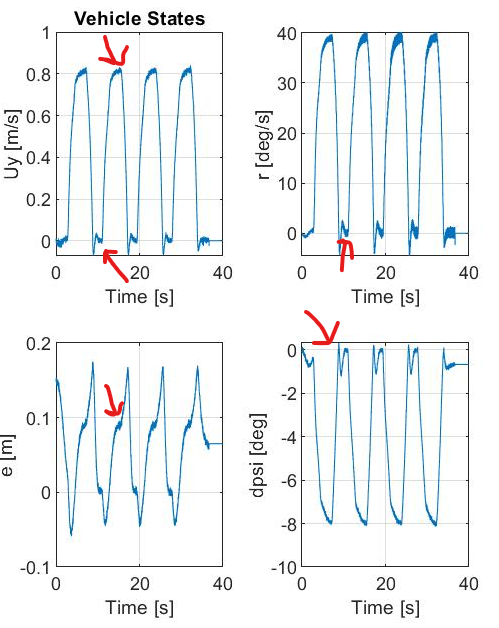 Vehicle States
1
0.8
0.6
0.4
0.2
0
Uy [m/s]
0 20 40
Time [s]
40
30
20
10
0
r [deg/s]
0 20 40
Time [s]
0.2
0.1
0
-0.1
e [m]
0 20 40
Time [s]
0
-2
-4
-6
-8
-10
dpsi [deg]
0 20 40
Time [s]